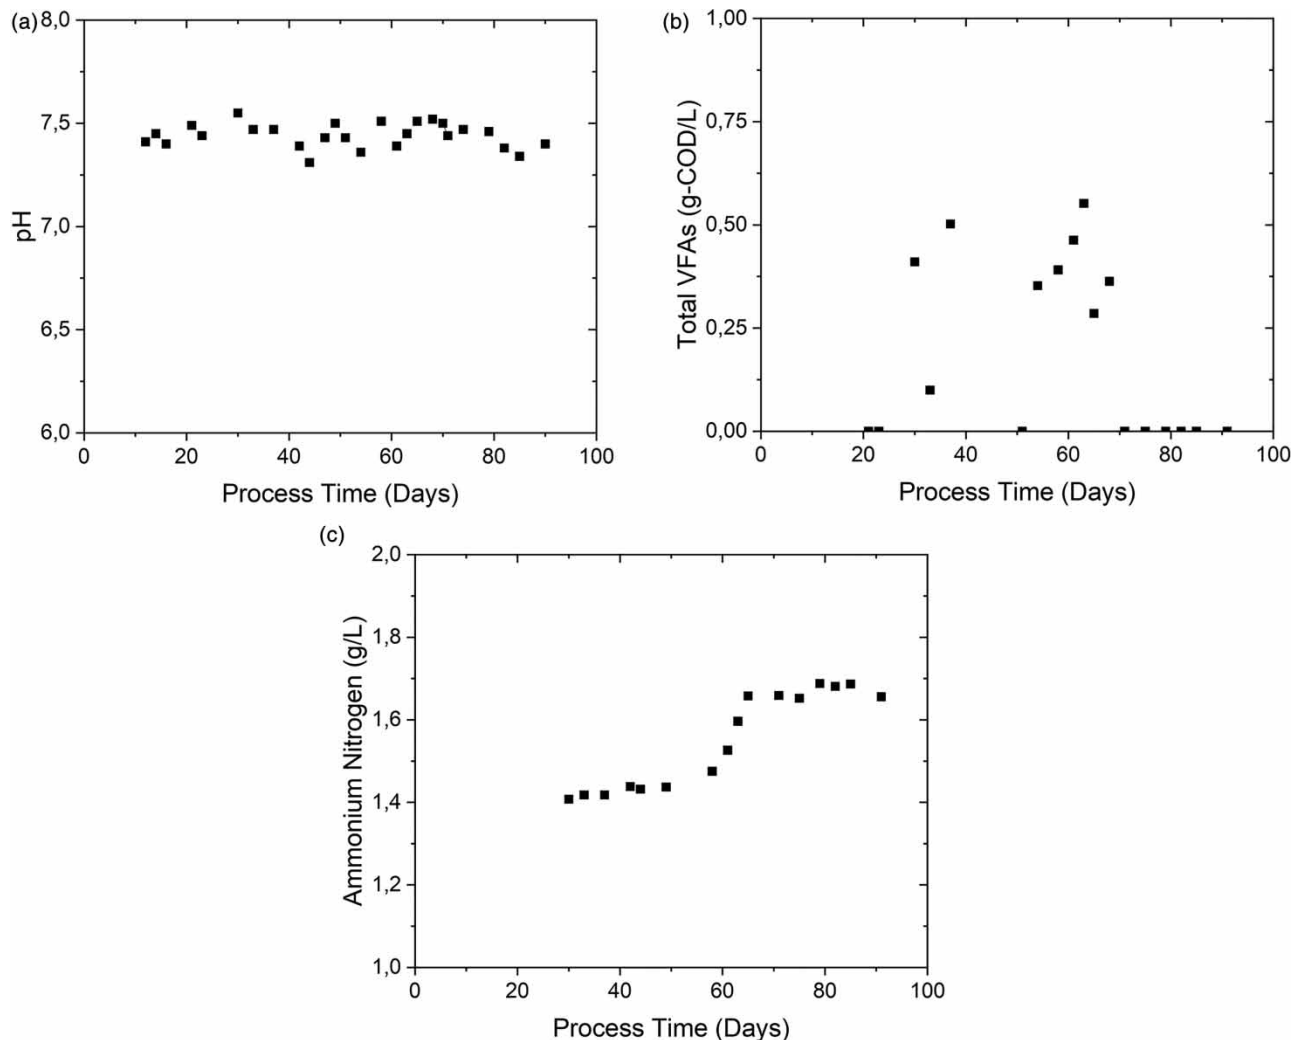 (a)
8,0
7,5
7,0
6,5
6,0
pH
0 20 40 60 80 100
Process Time (Days)
(b)
1,00
0,75
0,50
0,25
0,00
Total VFAs (g-COD/L)
0 20 40 60 80 100
Process Time (Days)
(c)
2,0
1,8
1,6
1,4
1,2
1,0
Ammonium Nitrogen (g/L)
0 20 40 60 80 100
Process Time (Days)